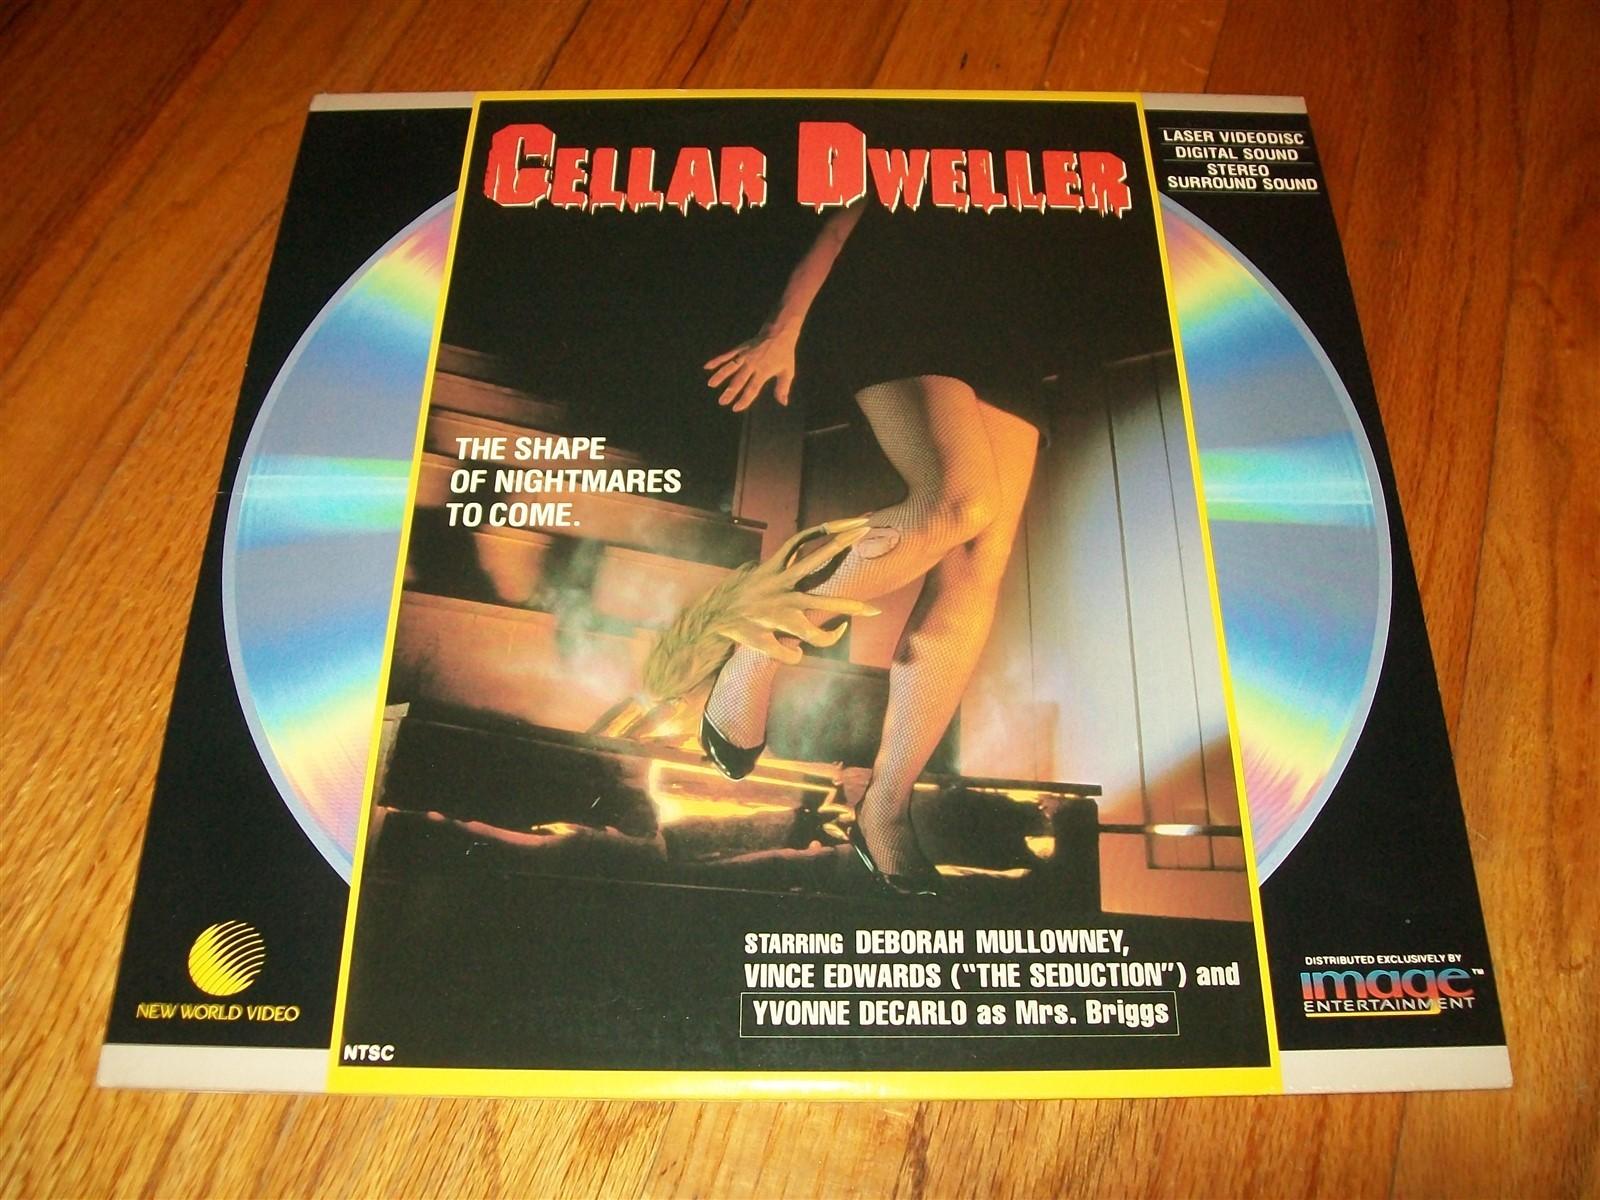 CELLAR DWELLER
LASER VIDEODISC
DIGITAL SOUND
STEREO
SURROUND SOUND
THE SHAPE
OF NIGHTMARES
TO COME.
STARRING DEBORAH MULLOWNEY,
VINCE EDWARDS ("THE SEDUCTION") and
YVONNE DECARLO as Mrs. Briggs
NEW WORLD VIDEO
NTSC
DISTRIBUTED EXCLUSIVELY BY
image™
ENTERTAINMENT